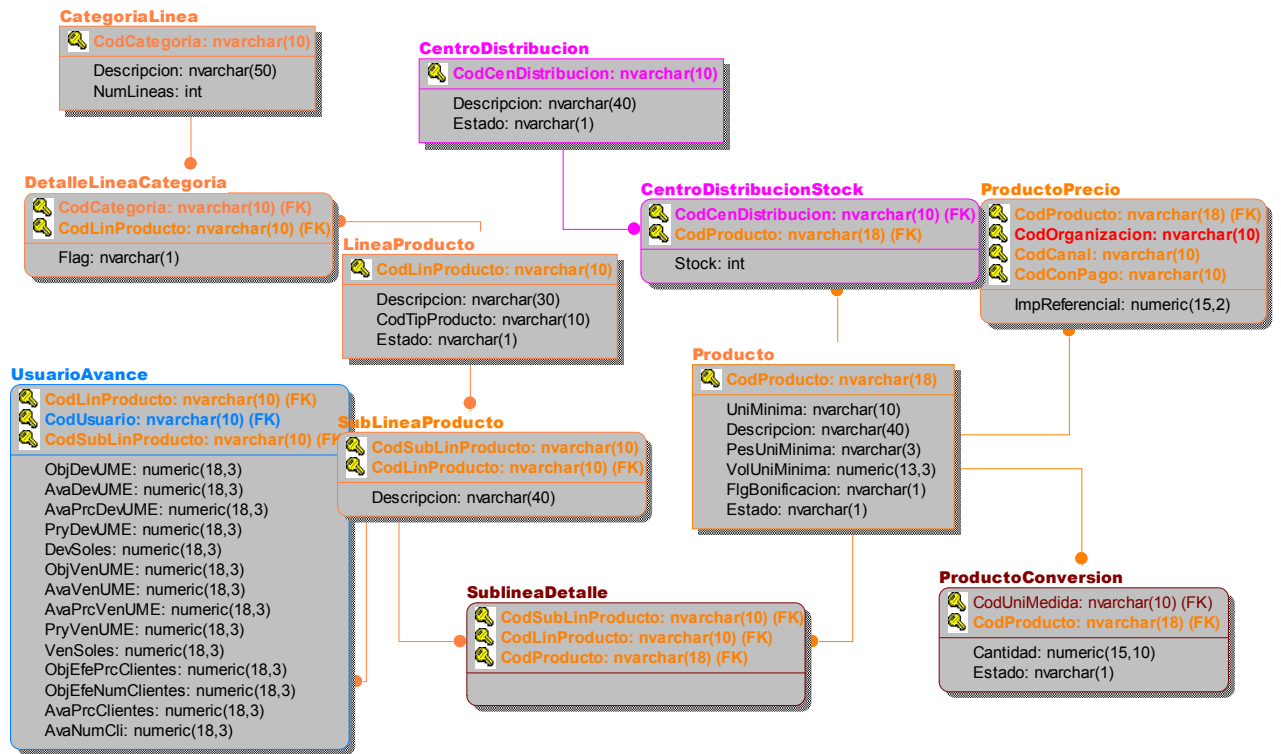 CategoriaLinea
CodCategoria: nvarchar(10)
Descripcion: nvarchar(50)
NumLineas: int
CentroDistribucion
CodCenDistribucion: nvarchar(10)
Descripcion: nvarchar(40)
Estado: nvarchar(1)
DetalleLineaCategoria
CodCategoria: nvarchar(10) (FK)
CodLinProducto: nvarchar(10) (FK)
Flag: nvarchar(1)
CentroDistribucionStock
CodCenDistribucion: nvarchar(10) (FK)
CodProducto: nvarchar(18) (FK)
Stock: int
ProductoPrecio
CodProducto: nvarchar(18) (FK)
CodOrganizacion: nvarchar(10)
CodCanal: nvarchar(10)
CodConPago: nvarchar(10)
ImpReferencial: numeric(15,2)
LineaProducto
CodLinProducto: nvarchar(10)
Descripcion: nvarchar(30)
CodTipProducto: nvarchar(10)
Estado: nvarchar(1)
Producto
CodProducto: nvarchar(18)
UniMinima: nvarchar(10)
Descripcion: nvarchar(40)
PesUniMinima: nvarchar(3)
VolUniMinima: numeric(13,3)
FlgBonificacion: nvarchar(1)
Estado: nvarchar(1)
UsuarioAvance
CodLinProducto: nvarchar(10) (FK)
CodUsuario: nvarchar(10) (FK)
CodSubLinProducto: nvarchar(10) (FK
ObjDevUME: numeric(18,3)
AvaDevUME: numeric(18,3)
AvaPrcDevUME: numeric(18,3)
PryDevUME: numeric(18,3)
DevSoles: numeric(18,3)
ObjVenUME: numeric(18,3)
AvaVenUME: numeric(18,3)
AvaPrcVenUME: numeric(18,3)
PryVenUME: numeric(18,3)
VenSoles: numeric(18,3)
ObjEfePrcClientes: numeric(18,3)
ObjEfeNumClientes: numeric(18,3)
AvaPrcClientes: numeric(18,3)
AvaNumCli: numeric(18,3)
SubLineaProducto
CodSubLinProducto: nvarchar(10)
CodLinProducto: nvarchar(10) (FK)
Descripcion: nvarchar(40)
SublineaDetalle
CodSubLinProducto: nvarchar(10) (FK)
CodLinProducto: nvarchar(10) (FK)
CodProducto: nvarchar(18) (FK)
ProductoConversion
CodUniMedida: nvarchar(10) (FK)
CodProducto: nvarchar(18) (FK)
Cantidad: numeric(15,10)
Estado: nvarchar(1)